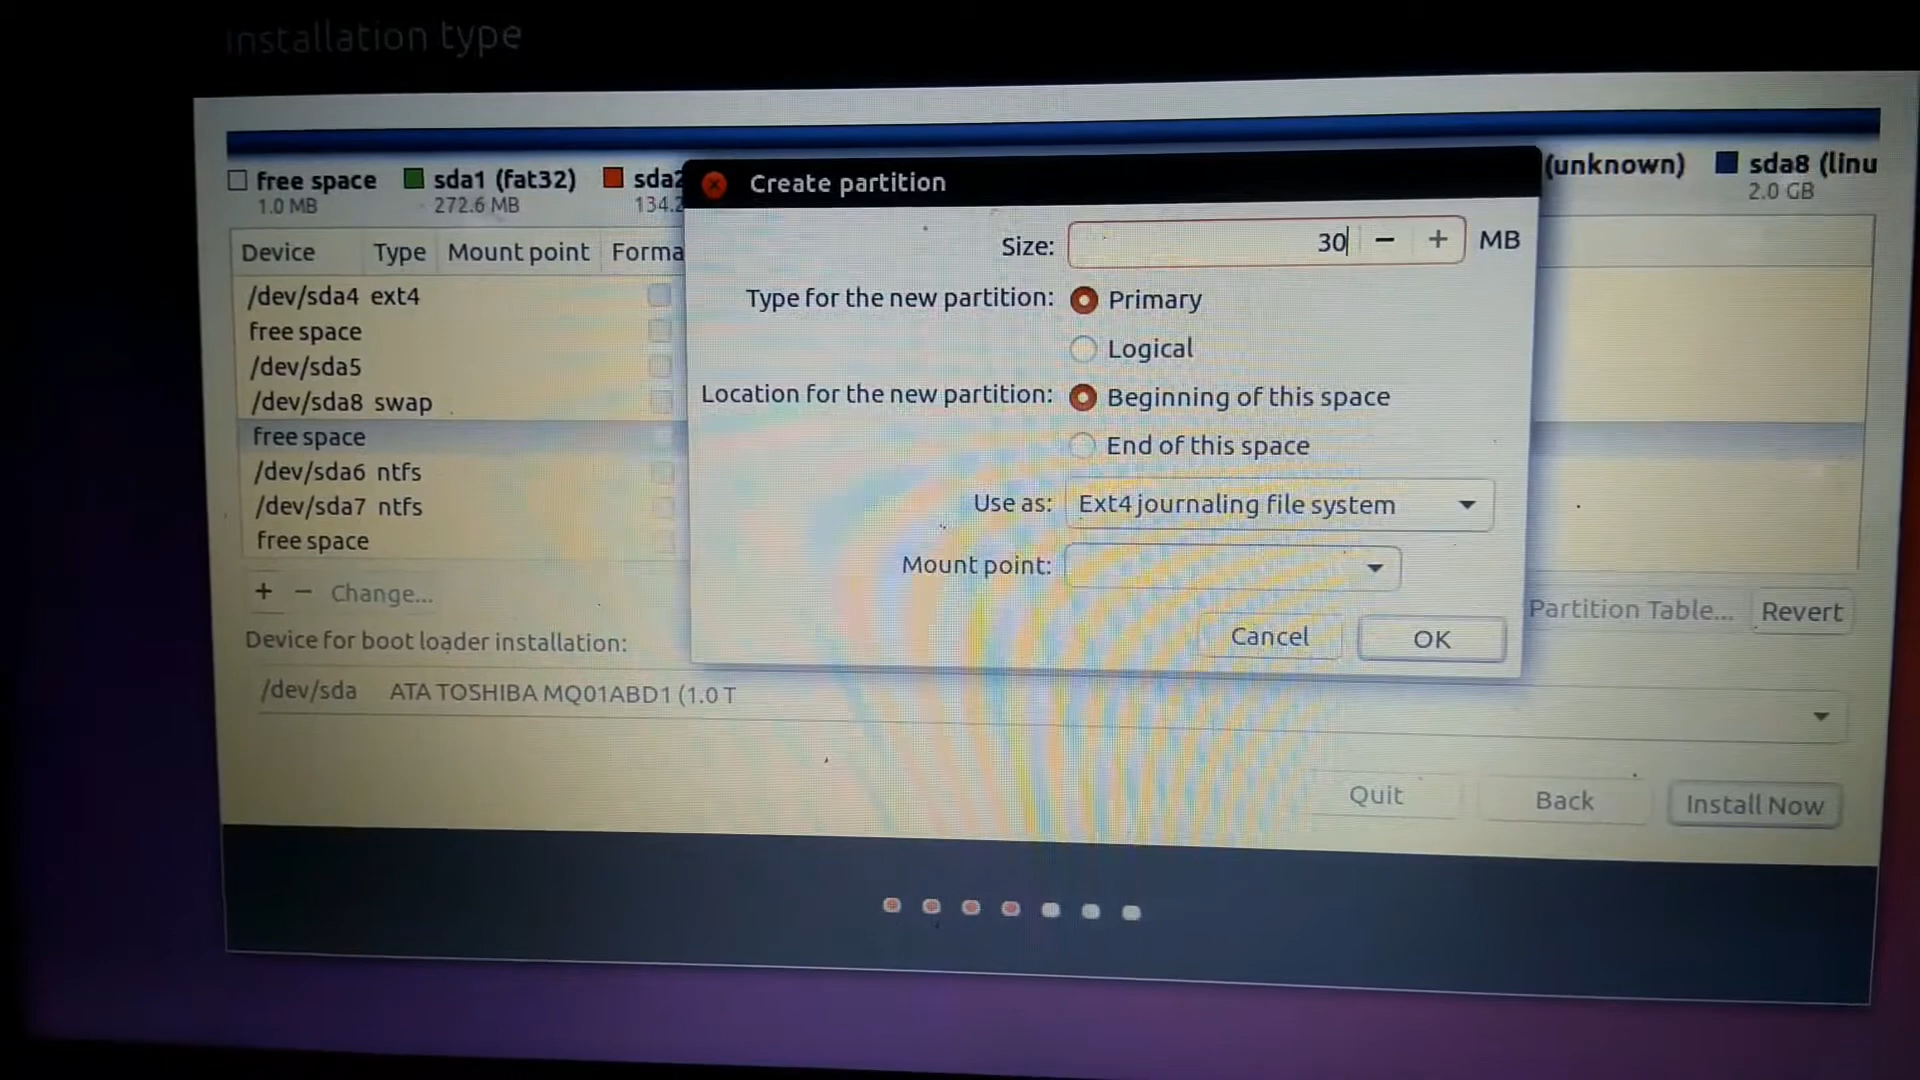 Installation type
free space
1.0 MB
sda1 (fat32)
272.6 MB
sda2
134.2
(unknown)
sda8 (linu
2.0 GB
Device Type Mount point Forma
/dev/sda4 ext4
free space
/dev/sda5
/dev/sda8 swap
free space
/dev/sda6 ntfs
/dev/sda7 ntfs
free space
+ − Change...
Partition Table... Revert
Create partition
Size: 30 − + MB
Type for the new partition: Primary
Logical
Location for the new partition: Beginning of this space
End of this space
Use as: Ext4 journaling file system
Mount point:
Cancel OK
Device for boot loader installation:
/dev/sda ATA TOSHIBA MQ01ABD1 (1.0 T
Quit Back Install Now